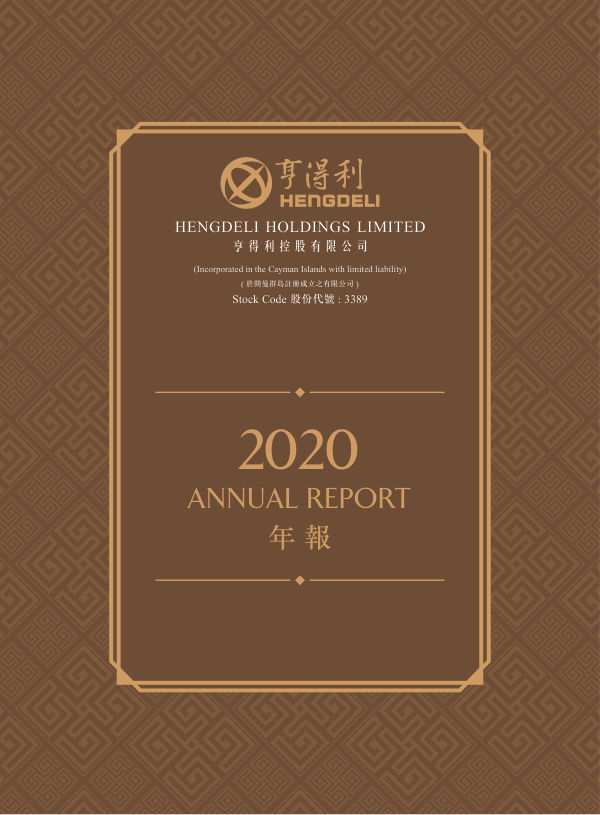 亨得利
HENGDELI
HENGDELI HOLDINGS LIMITED
亨得利控股有限公司
(Incorporated in the Cayman Islands with limited liability)
(於開曼群島註冊成立之有限公司)
Stock Code 股份代號 : 3389
2020
ANNUAL REPORT
年報